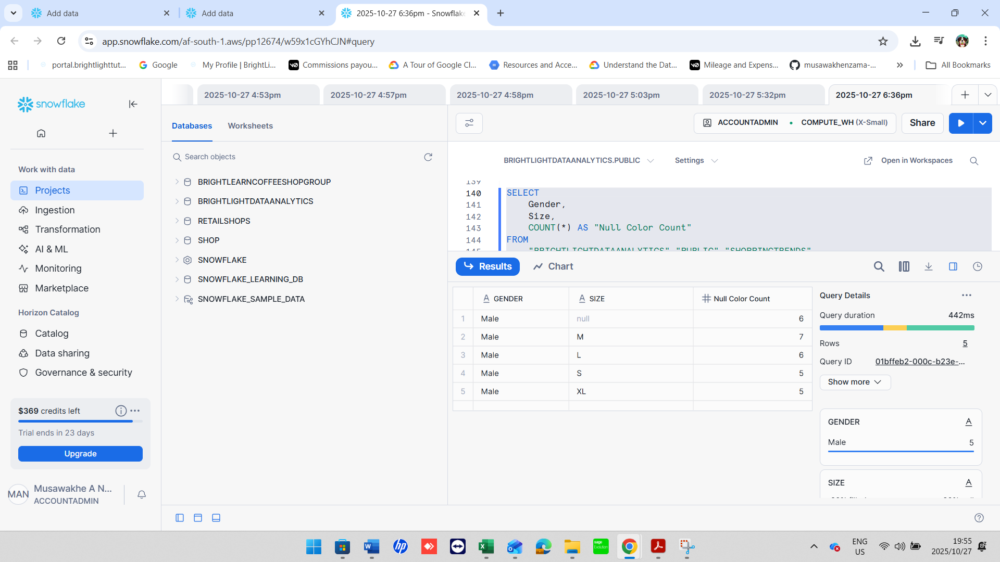 Add data
Add data
2025-10-27 6:36pm - Snowflake
app.snowflake.com/af-south-1.aws/pp12674/w59x1cGYhCJN#query
portal.brightlighttut...
Google
My Profile | BrightLi...
Commissions payou...
A Tour of Google Cl...
Resources and Acce...
Understand the Dat...
Mileage and Expens...
musawakhenzama-...
All Bookmarks
snowflake
2025-10-27 4:53pm
2025-10-27 4:57pm
2025-10-27 4:58pm
2025-10-27 5:03pm
2025-10-27 5:32pm
2025-10-27 6:36pm
Work with data
Projects
Ingestion
Transformation
AI & ML
Monitoring
Marketplace
Horizon Catalog
Catalog
Data sharing
Governance & security
$369 credits left
Trial ends in 23 days
Upgrade
MAN
Musawakhe A N...
ACCOUNTADMIN
Databases
Worksheets
Search objects
BRIGHTLEARNCOFFEESHOPGROUP
BRIGHTLIGHTDATAANALYTICS
RETAILSHOPS
SHOP
SNOWFLAKE
SNOWFLAKE_LEARNING_DB
SNOWFLAKE_SAMPLE_DATA
ACCOUNTADMIN
COMPUTE_WH (X-Small)
Share
BRIGHTLIGHTDATAANALYTICS.PUBLIC
Settings
Open in Workspaces
139
140 SELECT
141 Gender,
142 Size,
143 COUNT(*) AS "Null Color Count"
144 FROM
145 "BRIGHTLIGHTDATAANALYTICS"."PUBLIC"."SHOPPINGTRENDS"
Results
Chart
GENDER SIZE Null Color Count
1 Male null 6
2 Male M 7
3 Male L 6
4 Male S 5
5 Male XL 5
Query Details
Query duration 442ms
Rows 5
Query ID 01bffeb2-000c-b23e-...
Show more
GENDER
Male 5
SIZE
sage
Evolution
ENG
US
19:55
2025/10/27